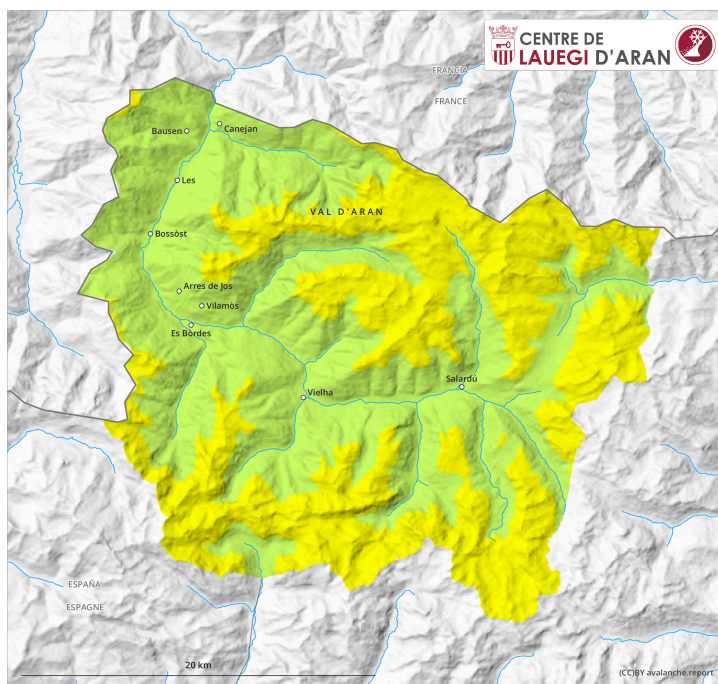 CENTRE DE
LAUEGI D'ARAN
FRANCIA
FRANCE
Bausen
Canejan
Les
VAL D'ARAN
Bossòst
Arres de Jos
Vilamòs
Es Bòrdes
Vielha
Salardú
ESPAÑA
ESPAGNE
20 km
(CC)BY avalanche.report